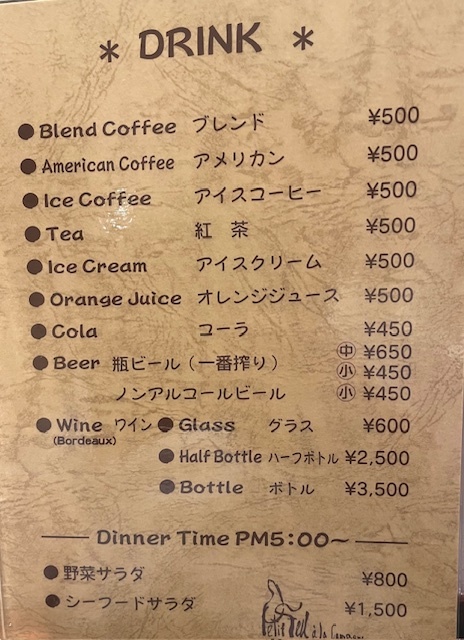 * DRINK *
● Blend Coffee ブレンド ¥500
● American Coffee アメリカン ¥500
● Ice Coffee アイスコーヒー ¥500
● Tea 紅 茶 ¥500
● Ice Cream アイスクリーム ¥500
● Orange Juice オレンジジュース ¥500
● Cola コーラ ¥450
● Beer 瓶ビール（一番搾り） ㊥ ¥650
㊙小 ¥450
ノンアルコールビール 小 ¥450
● Wine ワイン ● Glass グラス ¥600
(Bordeaux)
● Half Bottle ハーフボトル ¥2,500
● Bottle ボトル ¥3,500
Dinner Time PM5:00~
● 野菜サラダ ¥800
● シーフードサラダ ¥1,500